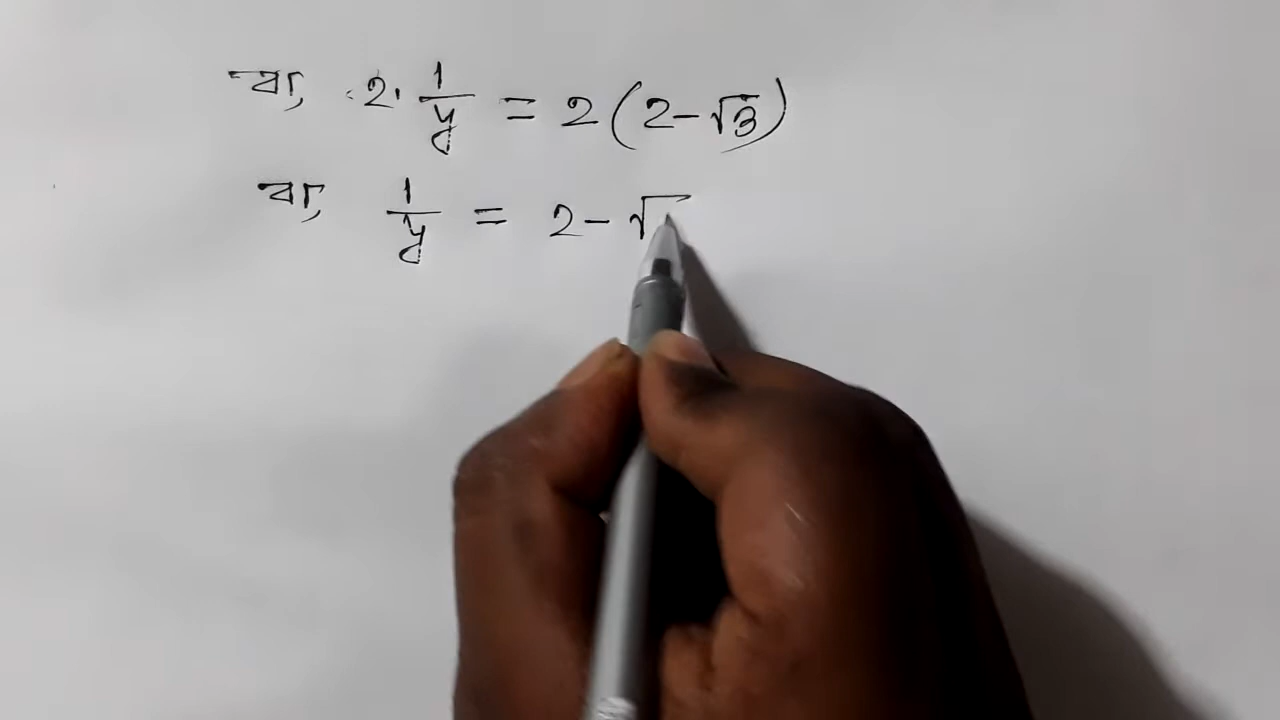 বা, 2. 1/y = 2(2-√3)
বা, 1/y = 2-√